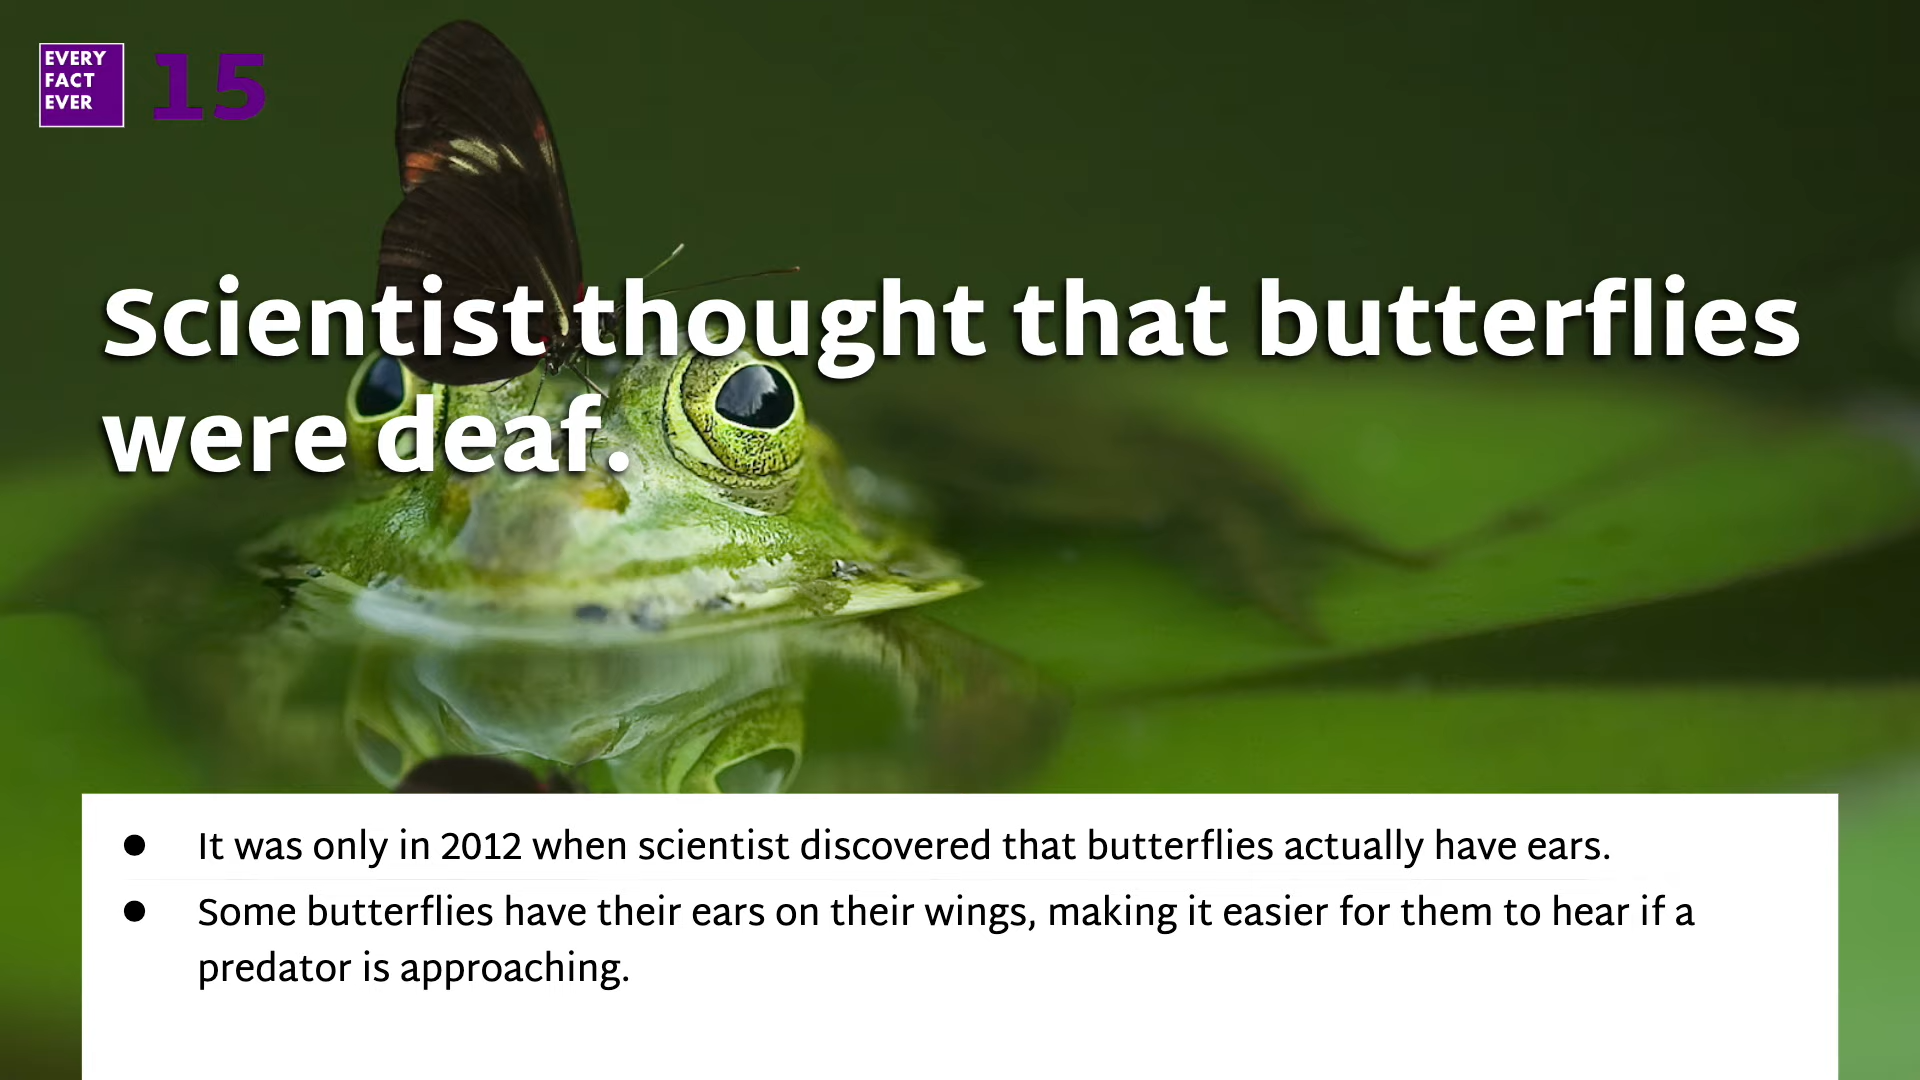 EVERY
FACT
EVER
15
Scientist thought that butterflies
were deaf.
● It was only in 2012 when scientist discovered that butterflies actually have ears.
● Some butterflies have their ears on their wings, making it easier for them to hear if a
predator is approaching.